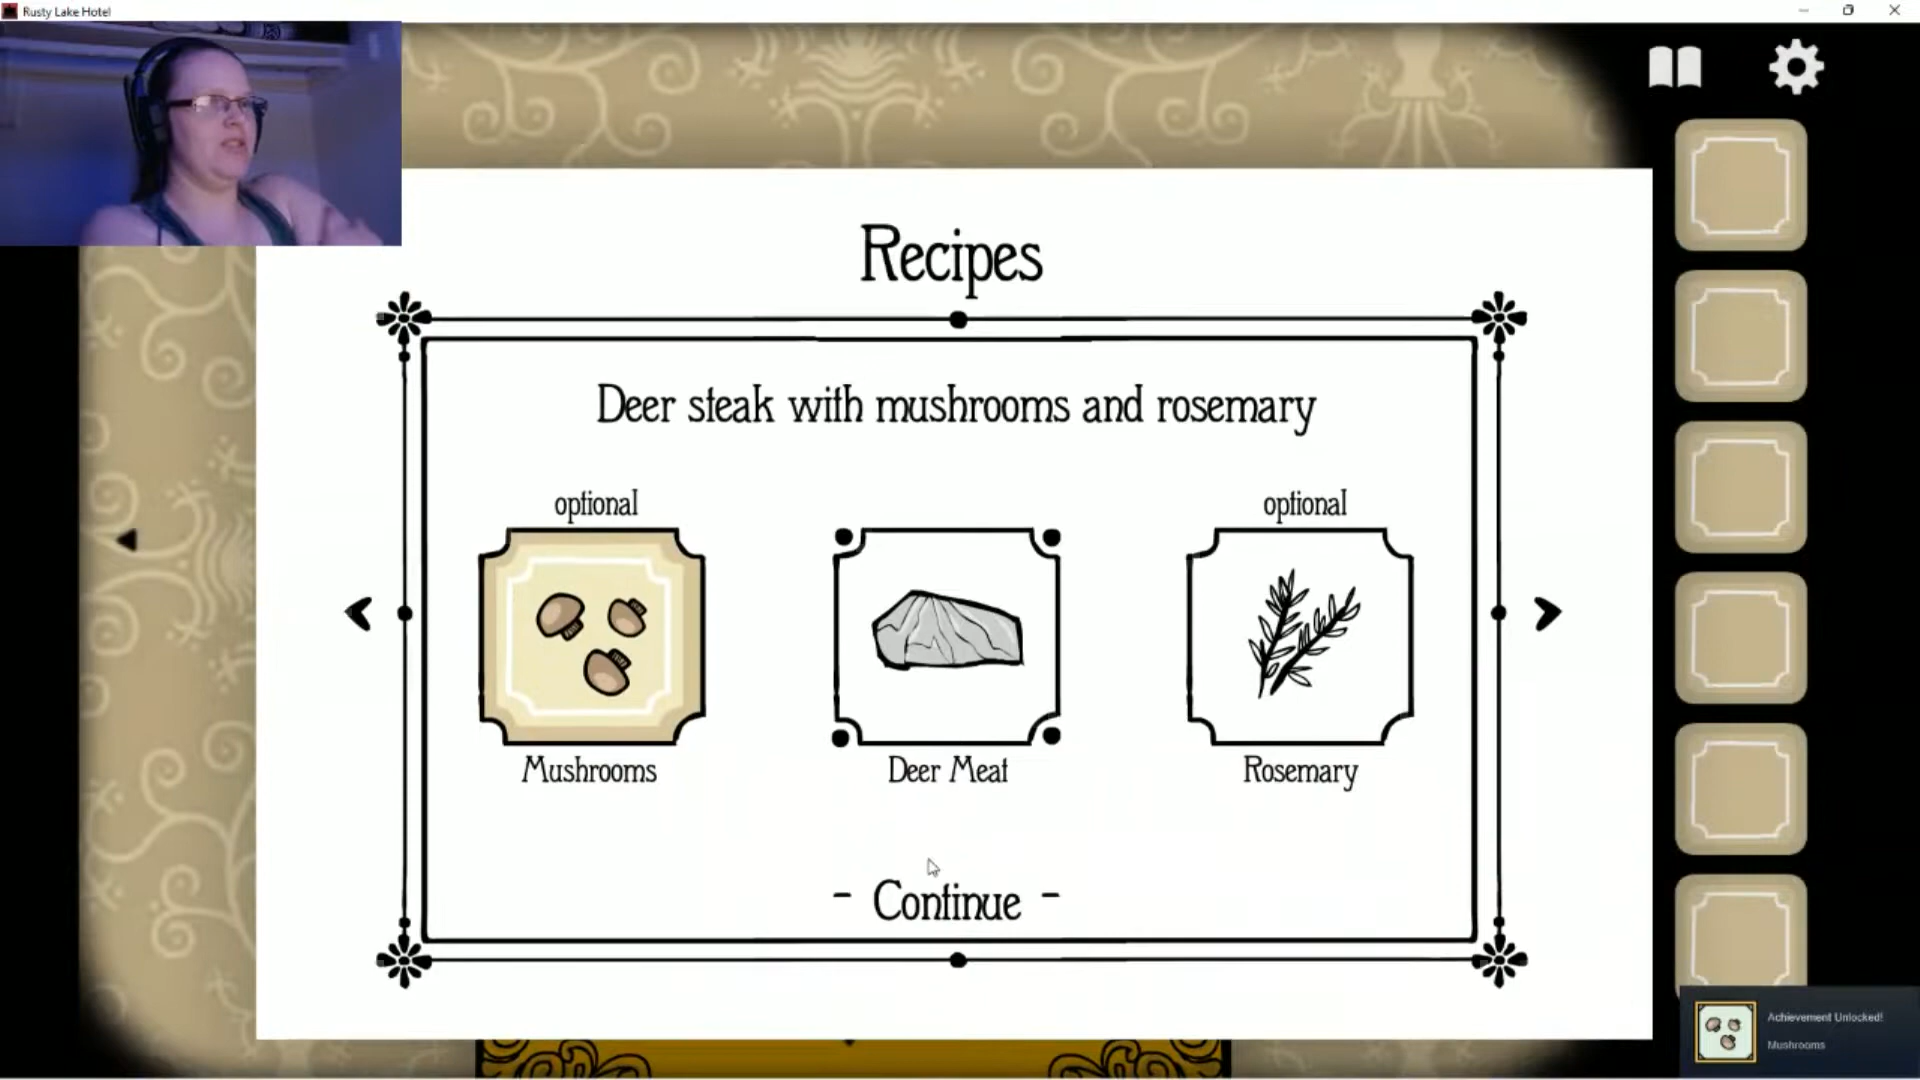 Rusty Lake Hotel
Recipes
Deer steak with mushrooms and rosemary
optional
optional
Mushrooms
Deer Meat
Rosemary
- Continue -
Achievement Unlocked!
Mushrooms